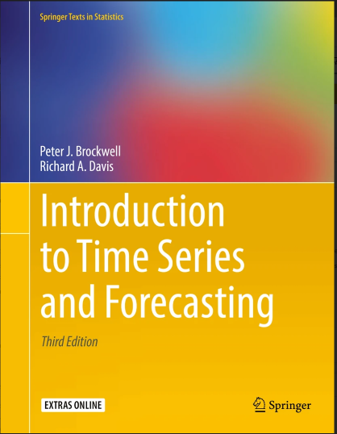 Springer Texts in Statistics
Peter J. Brockwell
Richard A. Davis
Introduction
to Time Series
and Forecasting
Third Edition
EXTRAS ONLINE
Springer